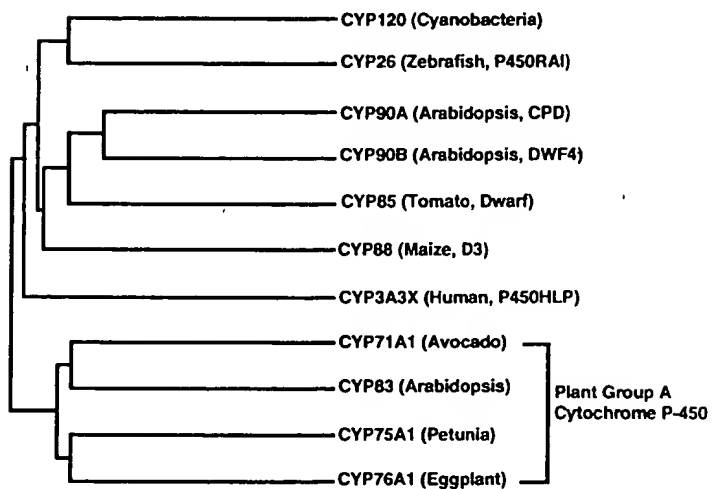 CYP120 (Cyanobacteria)
CYP26 (Zebrafish, P450RAI)
CYP90A (Arabidopsis, CPD)
CYP90B (Arabidopsis, DWF4)
CYP85 (Tomato, Dwarf)
CYP88 (Maize, D3)
CYP3A3X (Human, P450HLP)
CYP71A1 (Avocado)
CYP83 (Arabidopsis)
CYP75A1 (Petunia)
CYP76A1 (Eggplant)
Plant Group A
Cytochrome P-450